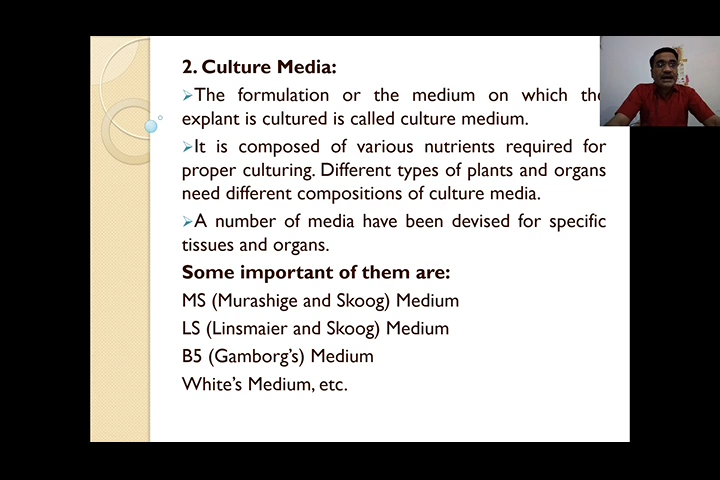 2. Culture Media:
➢The formulation or the medium on which the
explant is cultured is called culture medium.
➢It is composed of various nutrients required for
proper culturing. Different types of plants and organs
need different compositions of culture media.
➢A number of media have been devised for specific
tissues and organs.
Some important of them are:
MS (Murashige and Skoog) Medium
LS (Linsmaier and Skoog) Medium
B5 (Gamborg's) Medium
White's Medium, etc.